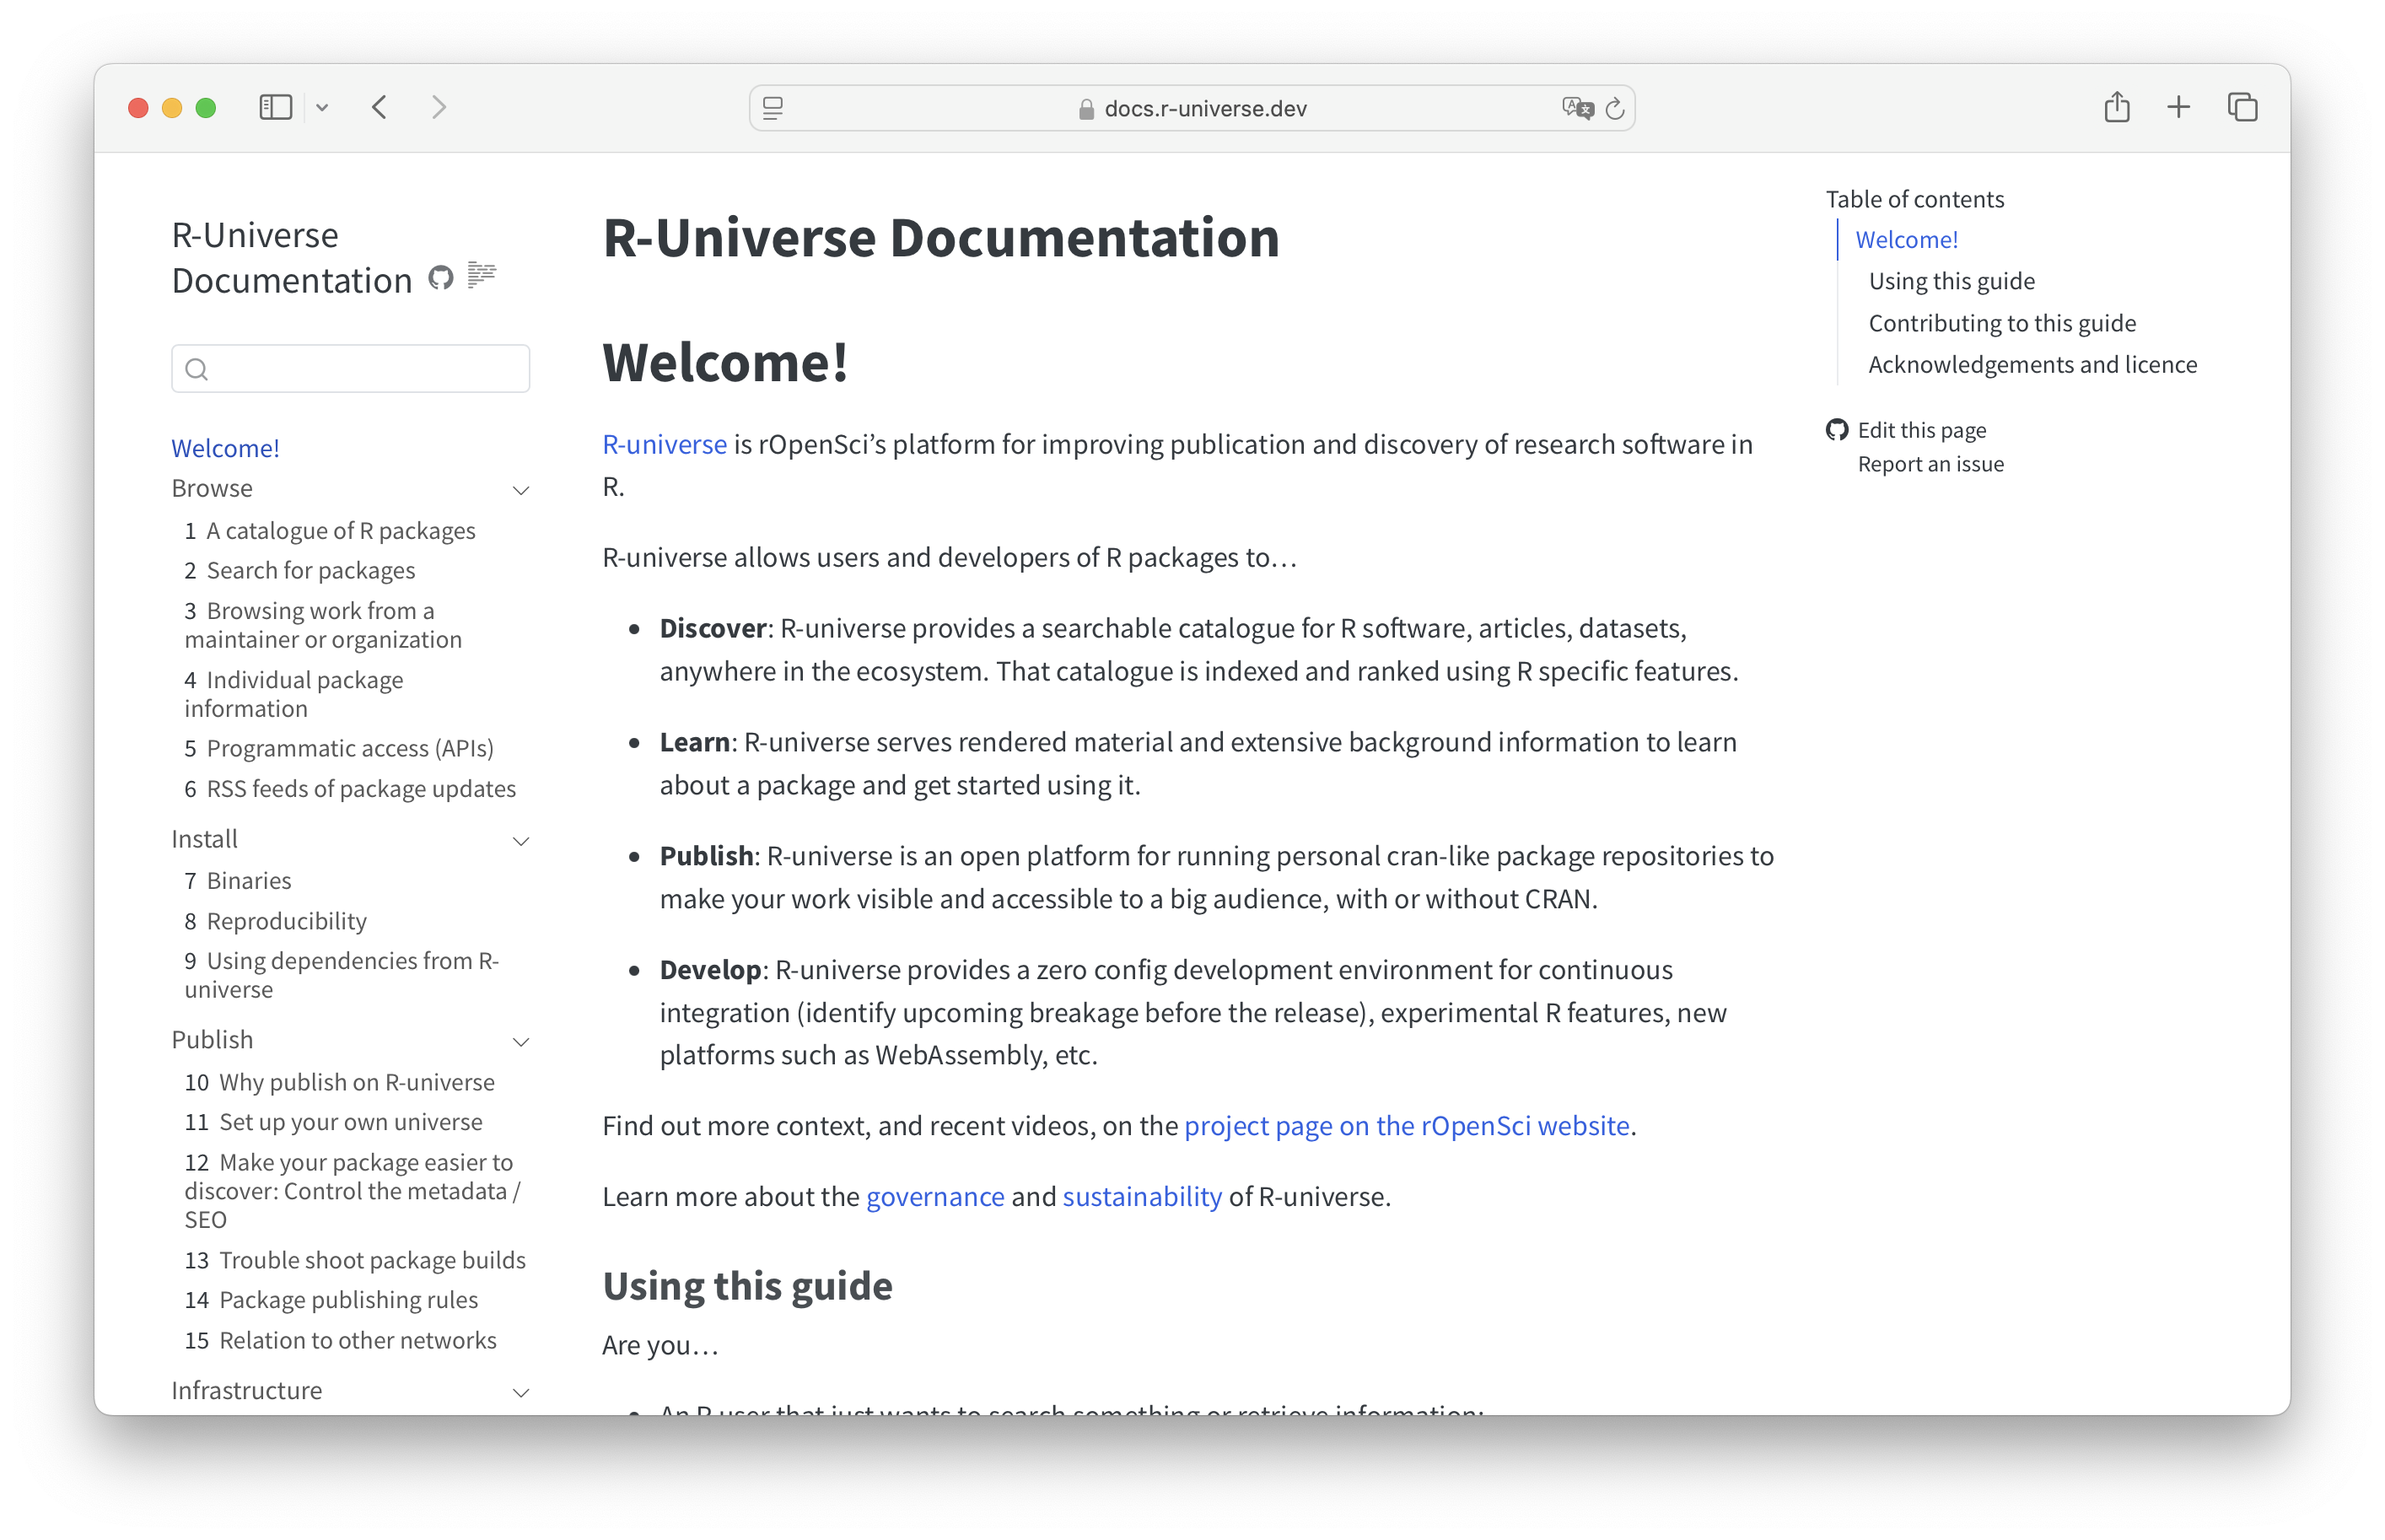 docs.r-universe.dev
R-Universe
Documentation
Welcome!
Browse
1 A catalogue of R packages
2 Search for packages
3 Browsing work from a
maintainer or organization
4 Individual package
information
5 Programmatic access (APIs)
6 RSS feeds of package updates
Install
7 Binaries
8 Reproducibility
9 Using dependencies from R-
universe
Publish
10 Why publish on R-universe
11 Set up your own universe
12 Make your package easier to
discover: Control the metadata /
SEO
13 Trouble shoot package builds
14 Package publishing rules
15 Relation to other networks
Infrastructure
R-Universe Documentation
Welcome!
R-universe is rOpenSci’s platform for improving publication and discovery of research software in
R.
R-universe allows users and developers of R packages to…
• Discover: R-universe provides a searchable catalogue for R software, articles, datasets,
anywhere in the ecosystem. That catalogue is indexed and ranked using R specific features.
• Learn: R-universe serves rendered material and extensive background information to learn
about a package and get started using it.
• Publish: R-universe is an open platform for running personal cran-like package repositories to
make your work visible and accessible to a big audience, with or without CRAN.
• Develop: R-universe provides a zero config development environment for continuous
integration (identify upcoming breakage before the release), experimental R features, new
platforms such as WebAssembly, etc.
Find out more context, and recent videos, on the project page on the rOpenSci website.
Learn more about the governance and sustainability of R-universe.
Using this guide
Are you…
• An R user that just wants to search something or retrieve information:
Table of contents
Welcome!
Using this guide
Contributing to this guide
Acknowledgements and licence
Edit this page
Report an issue